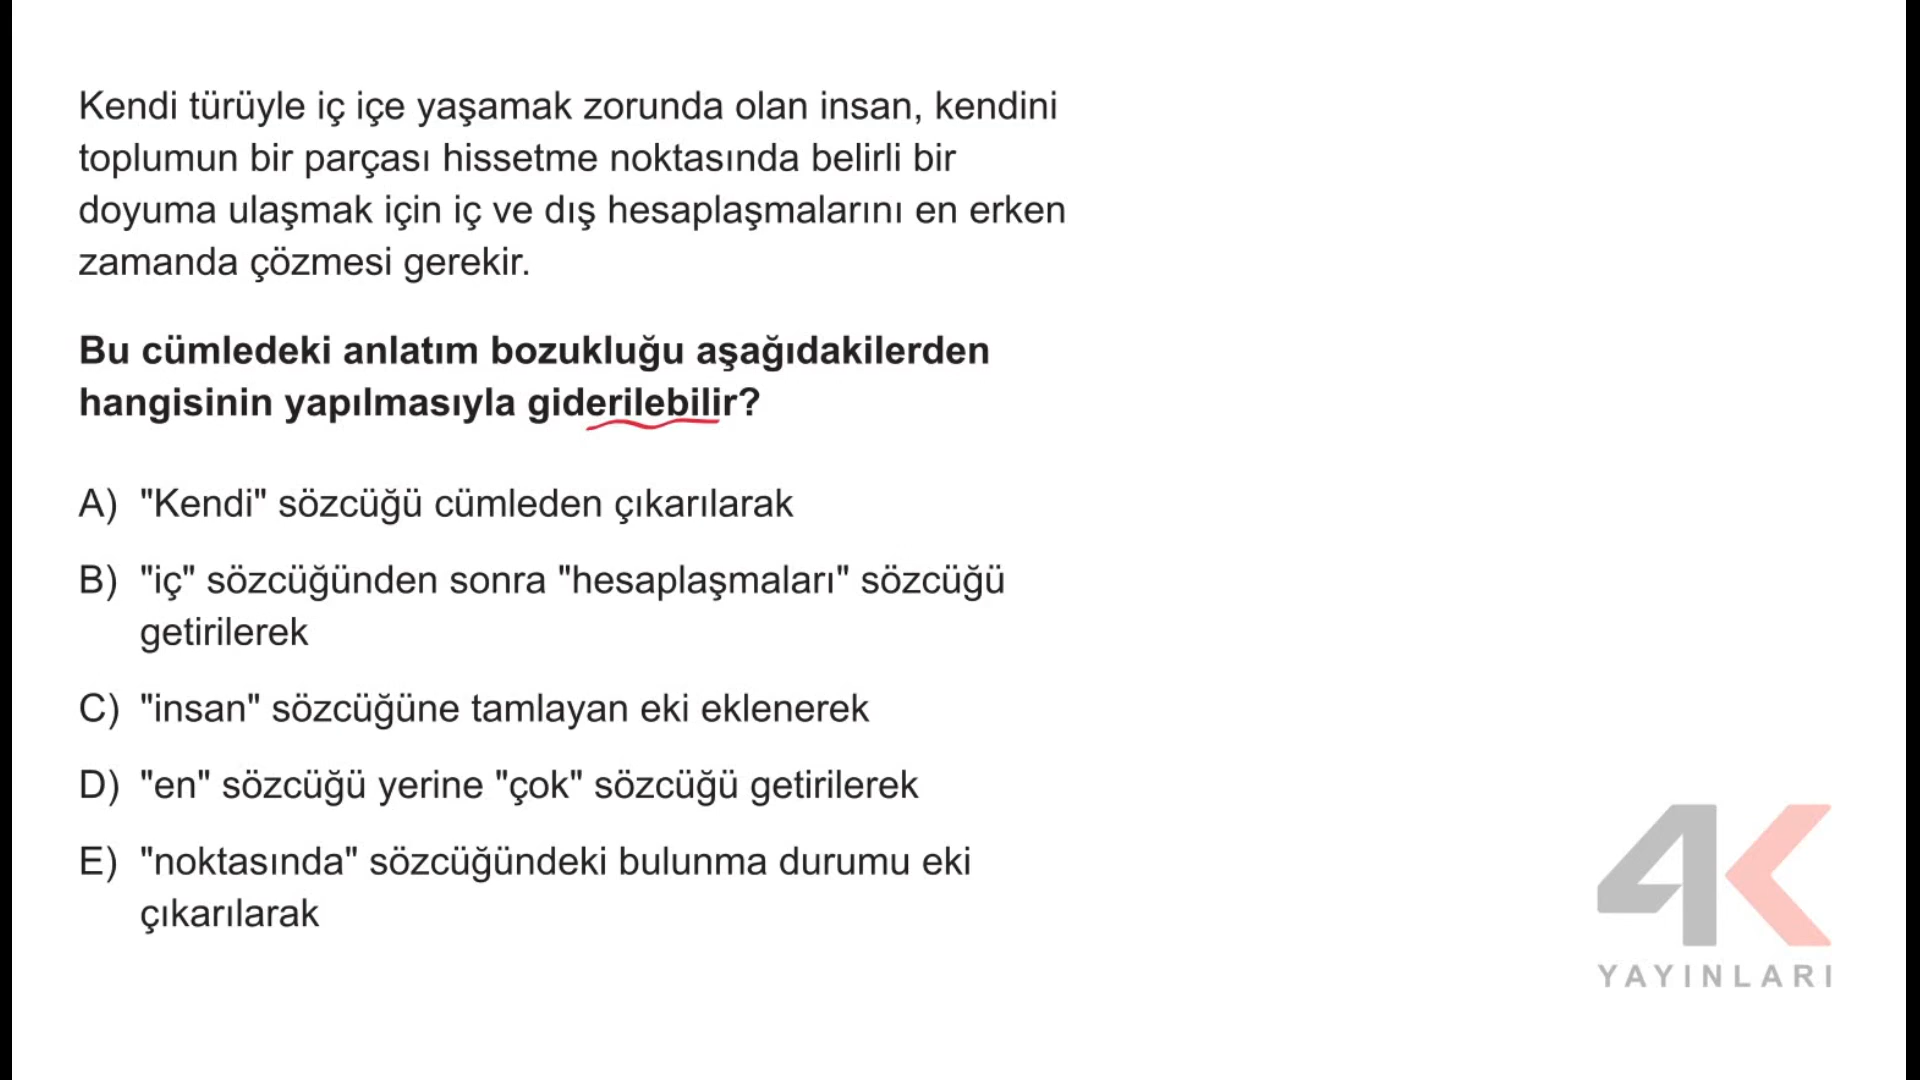 Kendi türüyle iç içe yaşamak zorunda olan insan, kendini
toplumun bir parçası hissetme noktasında belirli bir
doyuma ulaşmak için iç ve dış hesaplaşmalarını en erken
zamanda çözmesi gerekir.
Bu cümledeki anlatım bozukluğu aşağıdakilerden
hangisinin yapılmasıyla giderilebilir?
A) "Kendi" sözcüğü cümleden çıkarılarak
B) "iç" sözcüğünden sonra "hesaplaşmaları" sözcüğü
getirilerek
C) "insan" sözcüğüne tamlayan eki eklenerek
D) "en" sözcüğü yerine "çok" sözcüğü getirilerek
E) "noktasında" sözcüğündeki bulunma durumu eki
çıkarılarak
4K
YAYINLARI